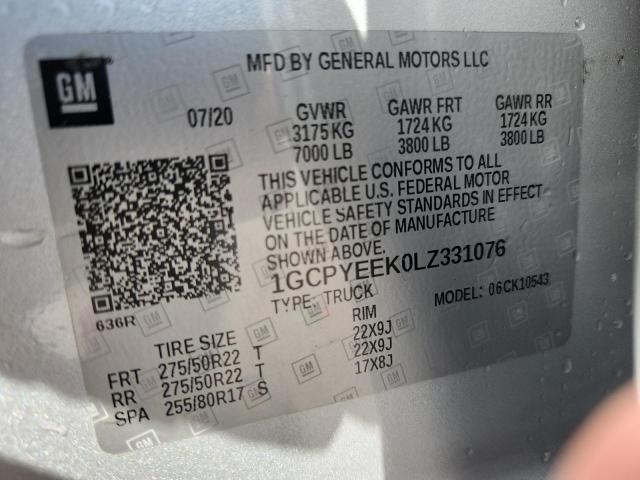 GM
MFD BY GENERAL MOTORS LLC
07/20
GVWR GAWR FRT GAWR RR
3175 KG 1724 KG 1724 KG
7000 LB 3800 LB 3800 LB
THIS VEHICLE CONFORMS TO ALL
APPLICABLE U.S. FEDERAL MOTOR
VEHICLE SAFETY STANDARDS IN EFFECT
ON THE DATE OF MANUFACTURE
SHOWN ABOVE.
1GCPYEEK0LZ331076
TYPE: TRUCK MODEL: 06CK10543
636R
TIRE SIZE RIM
FRT 275/50R22 T 22X9J
RR 275/50R22 T 22X9J
SPA 255/80R17 S 17X8J